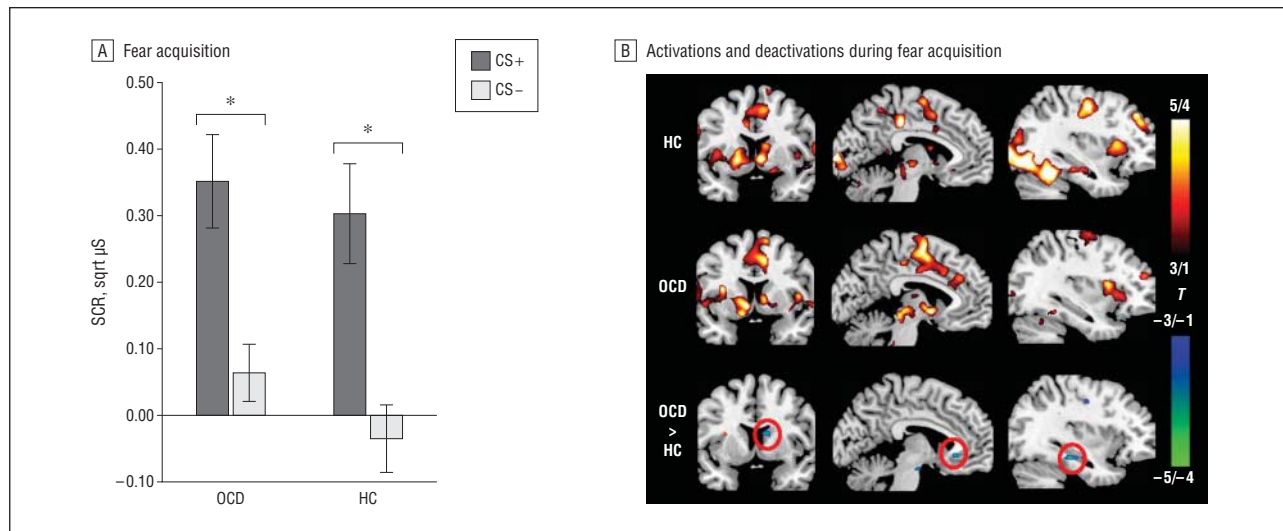 A Fear acquisition
CS+
CS−
0.50
0.40
0.30
0.20
0.10
0.00
−0.10
SCR, sqrt µS
*
*
OCD
HC
B Activations and deactivations during fear acquisition
HC
OCD
OCD
>
HC
5/4
3/1
T
−3/−1
−5/−4